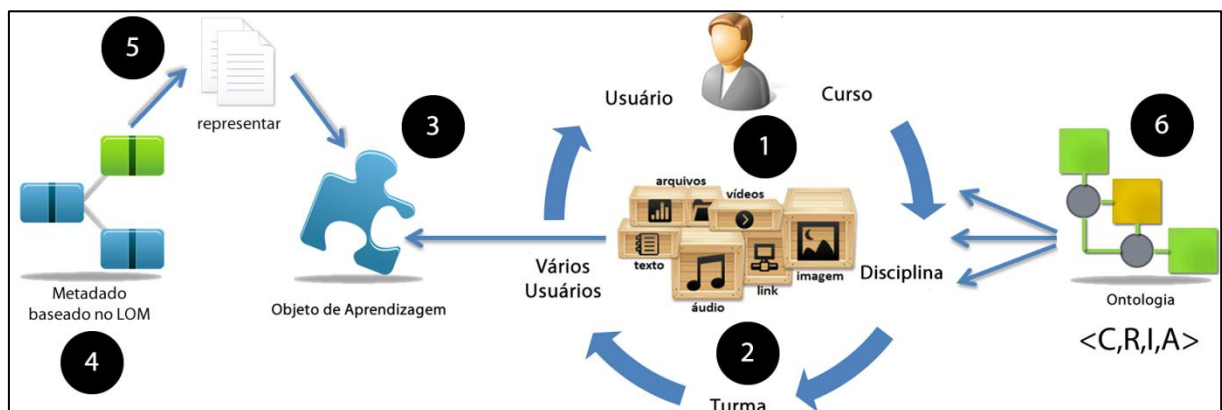 5
representar
3
Usuário
Curso
1
6
arquivos
vídeos
texto
áudio
link
imagem
Vários
Usuários
Disciplina
Metadado
baseado no LOM
Objeto de Aprendizagem
Ontologia
<C,R,I,A>
4
2
Turma